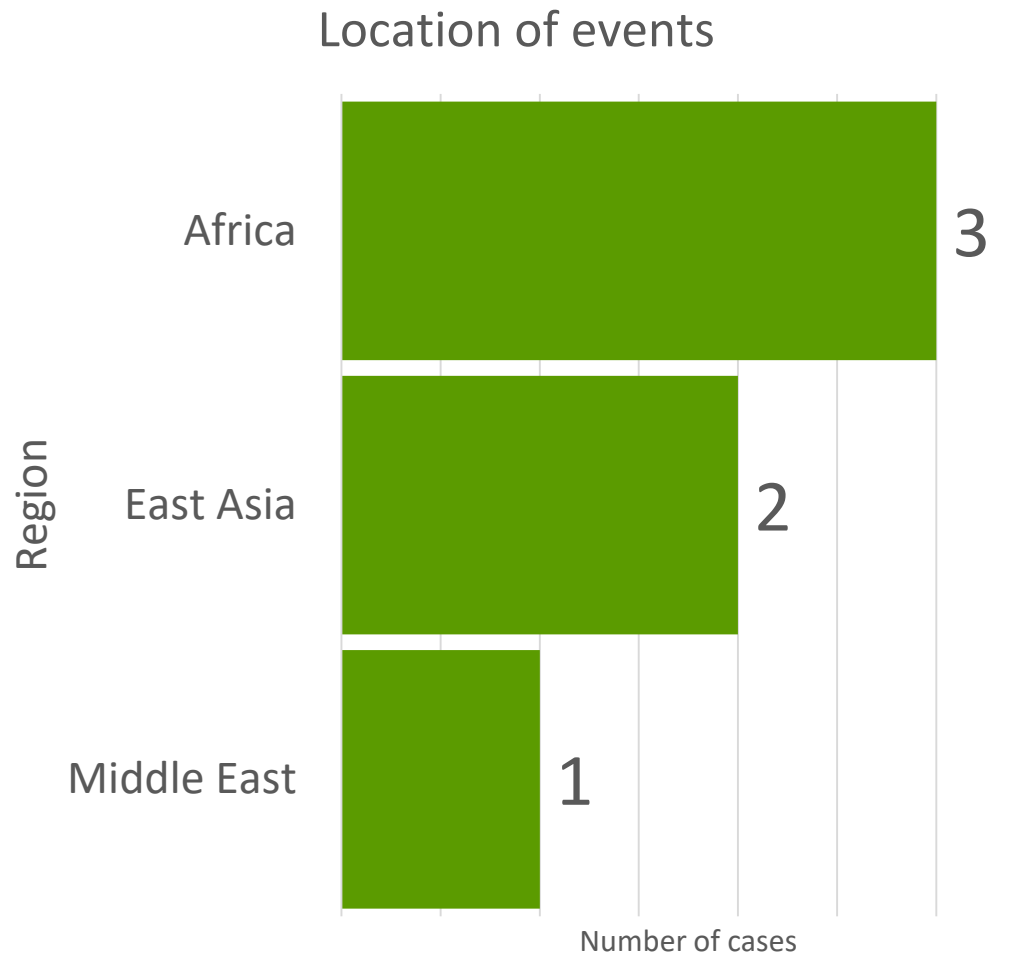 Location of events
Africa
3
East Asia
2
Middle East
1
Region
Number of cases